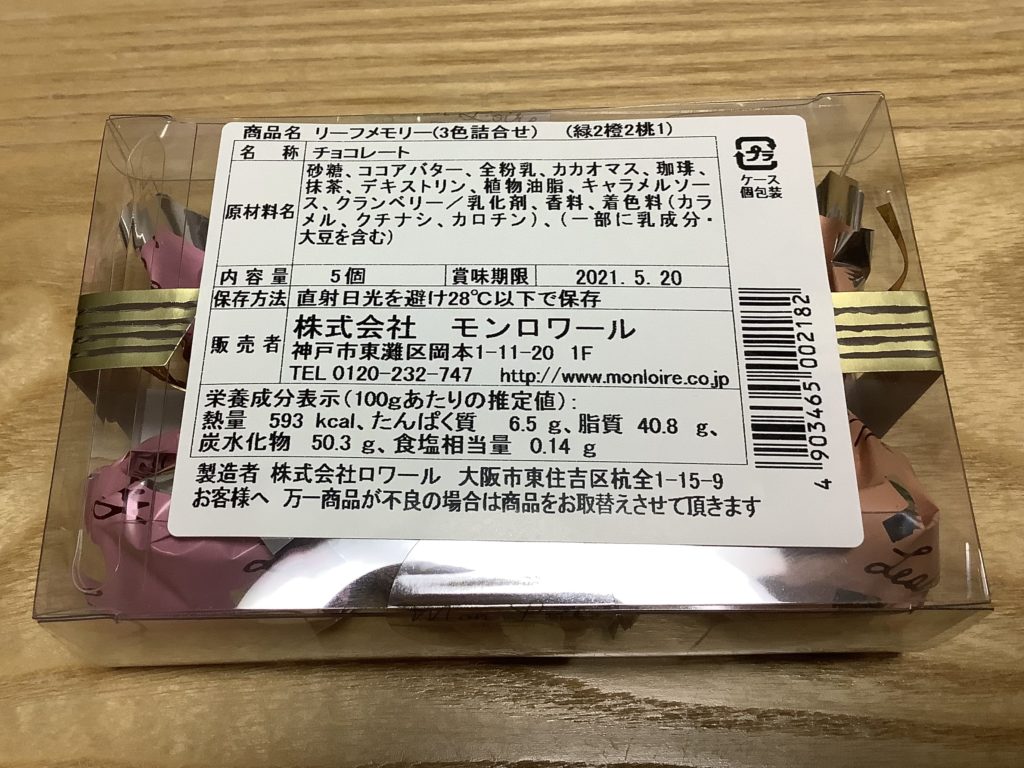 商品名 リーフメモリー(3色詰合せ) (緑2橙2桃1)
名 称 チョコレート
原材料名 砂糖、ココアバター、全粉乳、カカオマス、珈琲、
抹茶、デキストリン、植物油脂、キャラメルソー
ス、クランベリー/乳化剤、香料、着色料(カラ
メル、クチナシ、カロチン)、(一部に乳成分・
大豆を含む)
内容量 5個 賞味期限 2021.5.20
保存方法 直射日光を避け28℃以下で保存
販売者 株式会社 モンロワール
神戸市東灘区岡本1-11-20 1F
TEL 0120-232-747 http://www.monloire.co.jp
栄養成分表示(100gあたりの推定値):
熱量 593 kcal、たんぱく質 6.5 g、脂質 40.8 g、
炭水化物 50.3 g、食塩相当量 0.14 g
製造者 株式会社ロワール 大阪市東住吉区杭全1-15-9
お客様へ 万一商品が不良の場合は商品をお取替えさせて頂きます
プラ
ケース
個包装
4 903465 002182